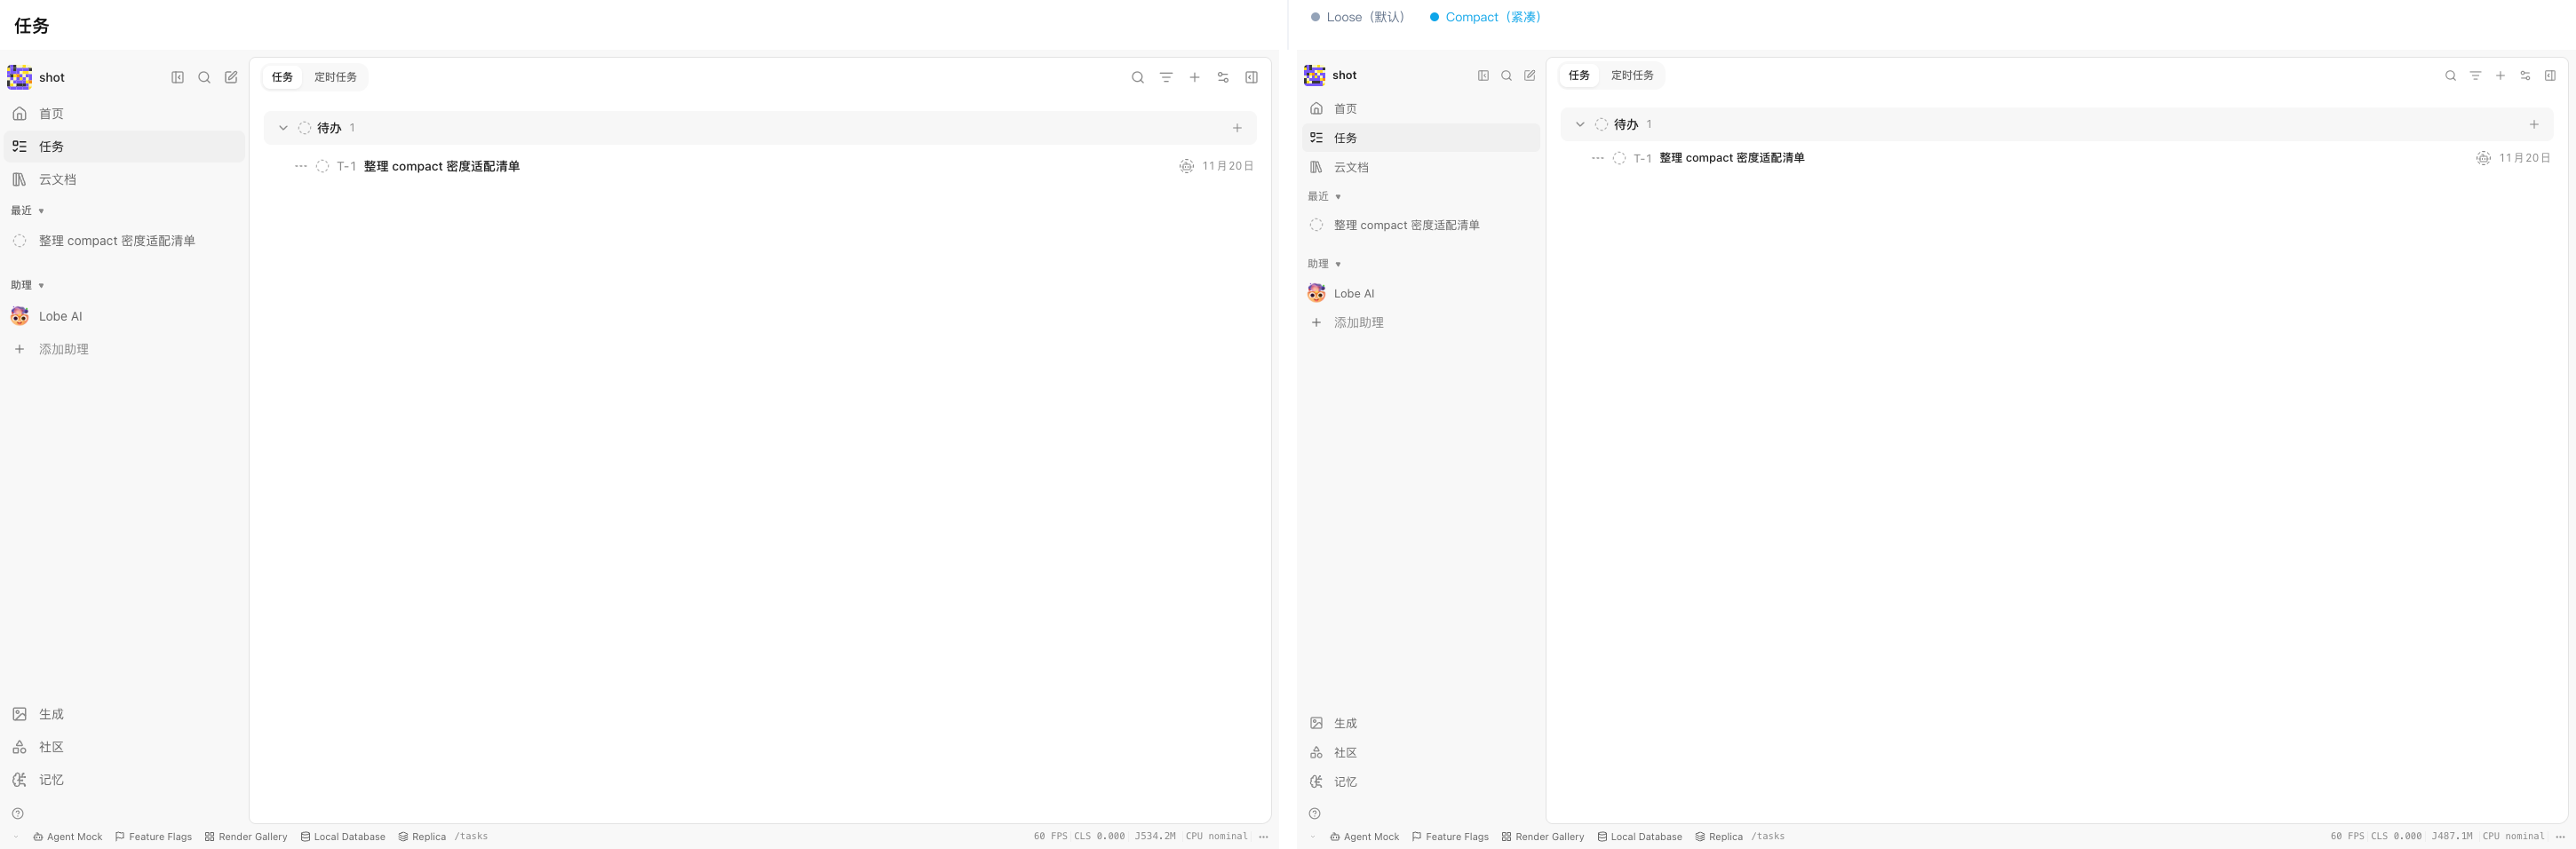 任务
Loose（默认） Compact（紧凑）
shot
首页
任务
云文档
最近
整理 compact 密度适配清单
助理
Lobe AI
添加助理
生成
社区
记忆
任务 定时任务
待办 1
T-1 整理 compact 密度适配清单 11月20日
Agent Mock Feature Flags Render Gallery Local Database Replica /tasks 60 FPS CLS 0.000 J534.2M CPU nominal
shot
首页
任务
云文档
最近
整理 compact 密度适配清单
助理
Lobe AI
添加助理
生成
社区
记忆
任务 定时任务
待办 1
T-1 整理 compact 密度适配清单 11月20日
Agent Mock Feature Flags Render Gallery Local Database Replica /tasks 60 FPS CLS 0.000 J487.1M CPU nominal